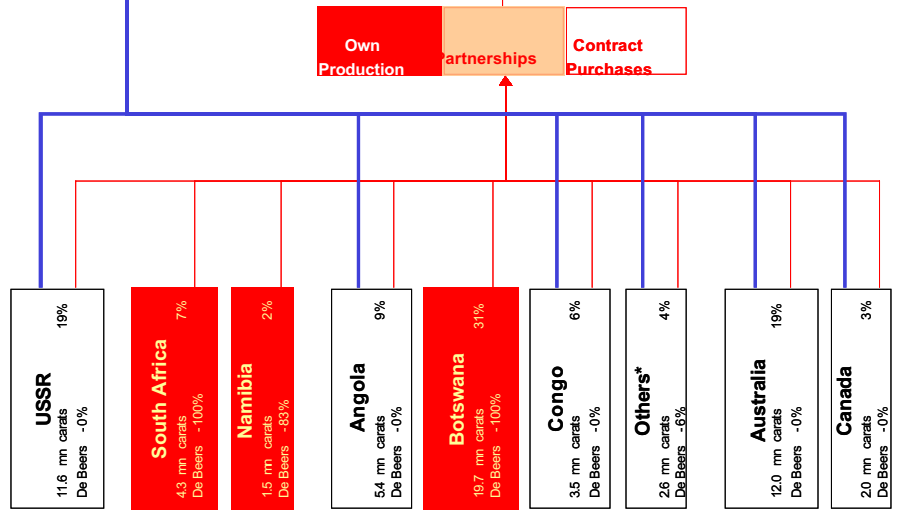 Own
Production
Partnerships
Contract
Purchases
USSR 19%
11.6 mn carats
De Beers -0%
South Africa 7%
4.3 mn carats
De Beers -100%
Namibia 2%
1.5 mn carats
De Beers -83%
Angola 9%
5.4 mn carats
De Beers -0%
Botswana 31%
19.7 mn carats
De Beers -100%
Congo 6%
3.5 mn carats
De Beers -0%
Others* 4%
2.6 mn carats
De Beers -6%
Australia 19%
12.0 mn carats
De Beers -0%
Canada 3%
2.0 mn carats
De Beers -0%